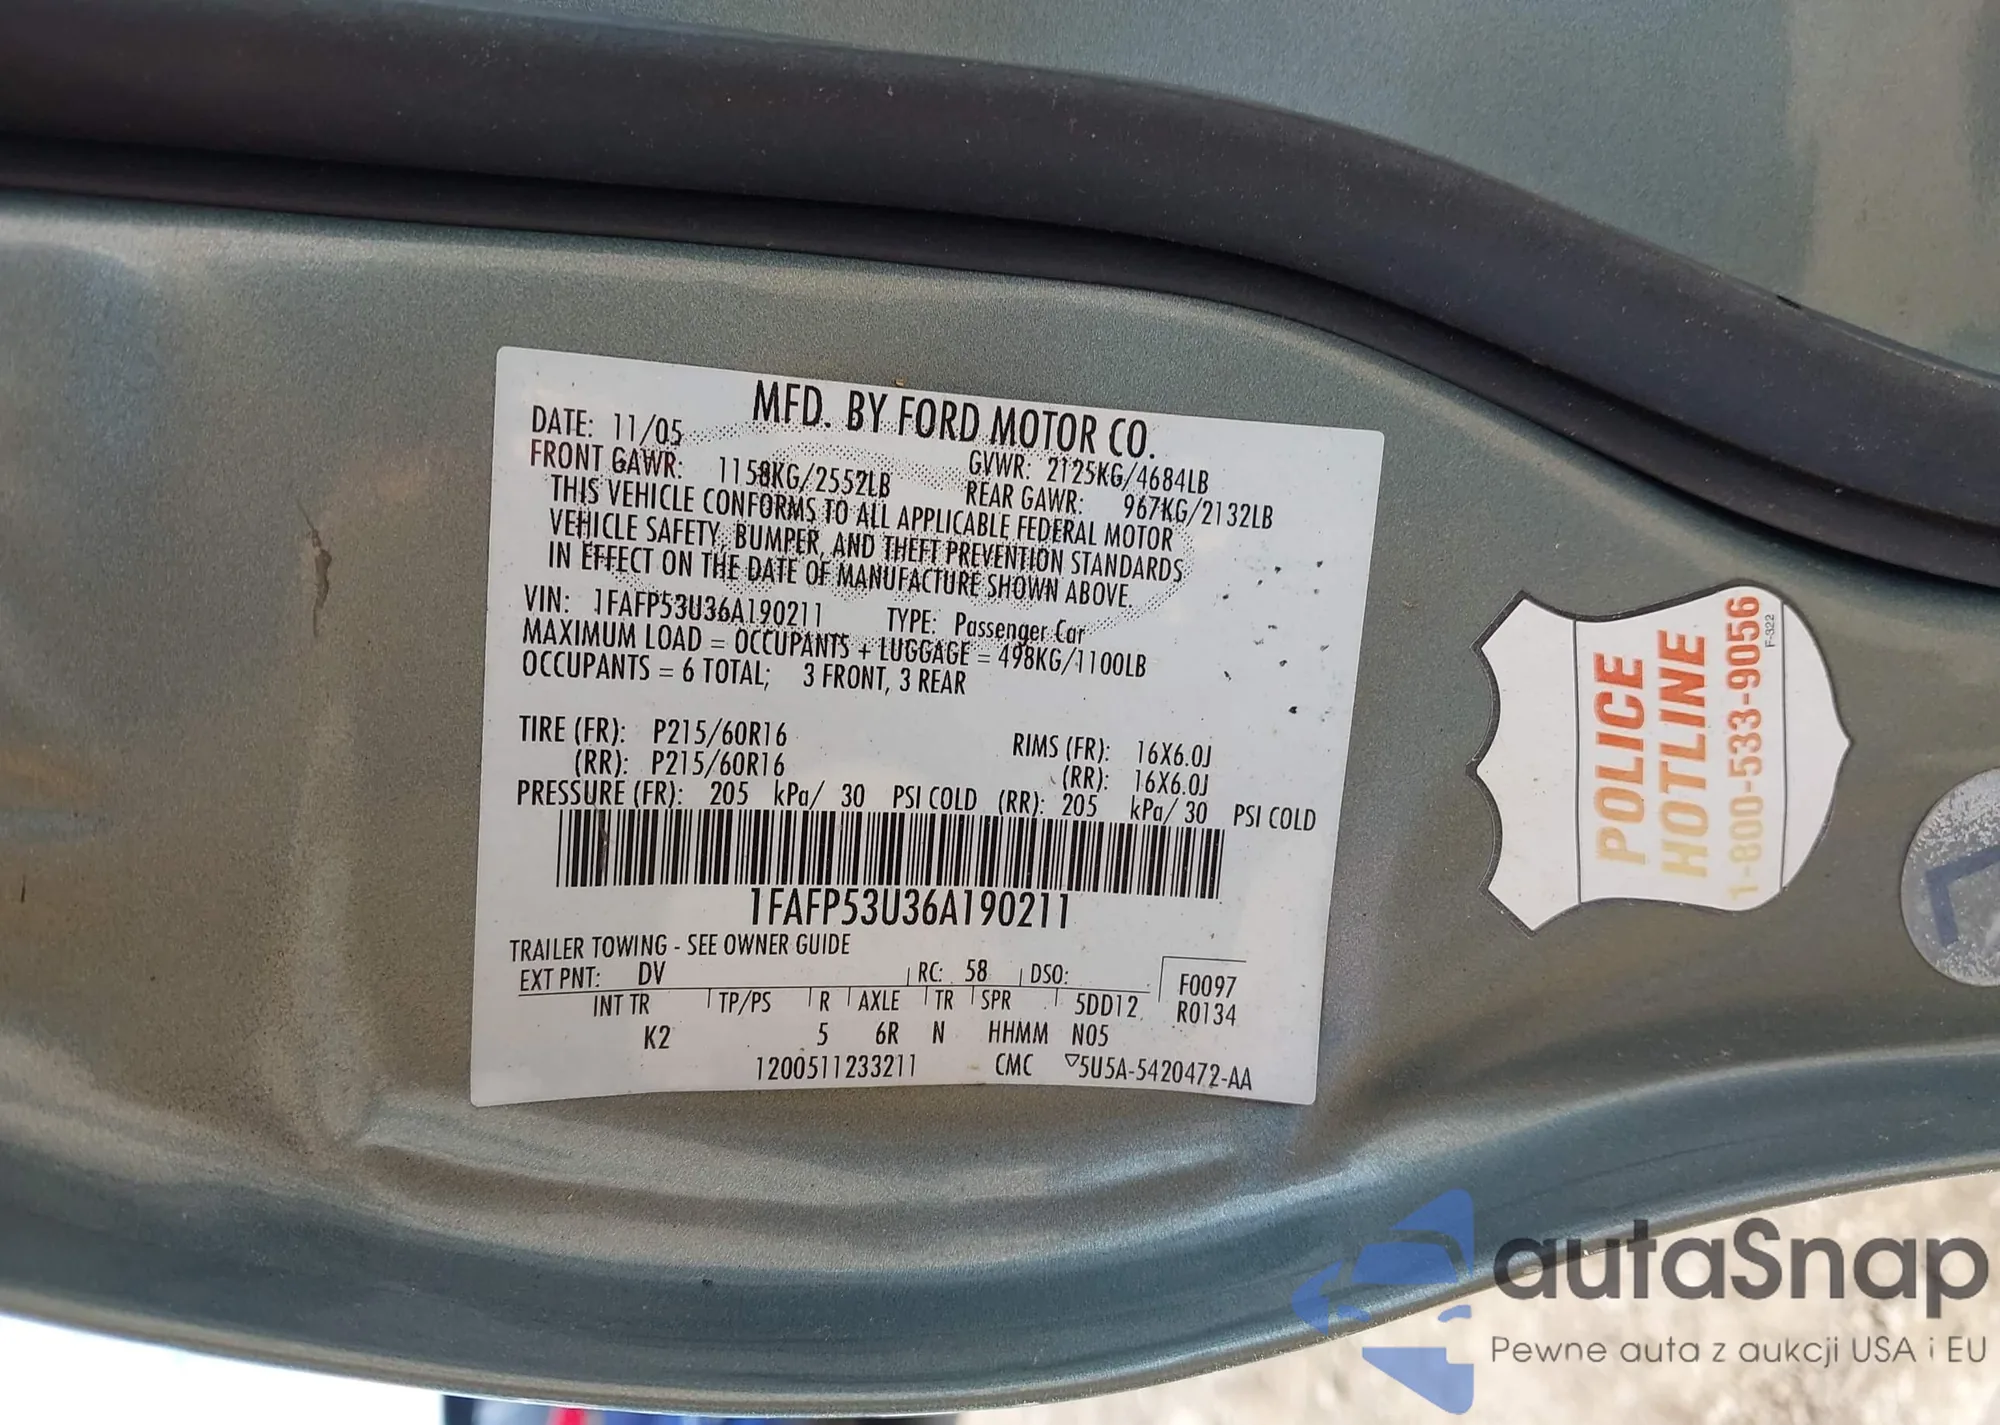 MFD. BY FORD MOTOR CO.
DATE: 11/05
GVWR: 2125KG/4684LB
FRONT GAWR: 1158KG/2552LB
REAR GAWR: 967KG/2132LB
THIS VEHICLE CONFORMS TO ALL APPLICABLE FEDERAL MOTOR
VEHICLE SAFETY, BUMPER, AND THEFT PREVENTION STANDARDS
IN EFFECT ON THE DATE OF MANUFACTURE SHOWN ABOVE.
VIN: 1FAFP53U36A190211 TYPE: Passenger Car
MAXIMUM LOAD = OCCUPANTS + LUGGAGE = 498KG/1100LB
OCCUPANTS = 6 TOTAL; 3 FRONT, 3 REAR
TIRE (FR): P215/60R16 RIMS (FR): 16X6.0J
(RR): P215/60R16 (RR): 16X6.0J
PRESSURE (FR): 205 kPa/ 30 PSI COLD (RR): 205 kPa/ 30 PSI COLD
1FAFP53U36A190211
TRAILER TOWING - SEE OWNER GUIDE
EXT PNT: DV RC: 58 DSO: F0097
INT TR TP/PS R AXLE TR SPR 5DD12 R0134
K2 5 6R N HHMM N05
1200511233211 CMC ▽5U5A-5420472-AA
POLICE
HOTLINE
1-800-533-9056
F-322
autaSnap
Pewne auta z aukcji USA i EU